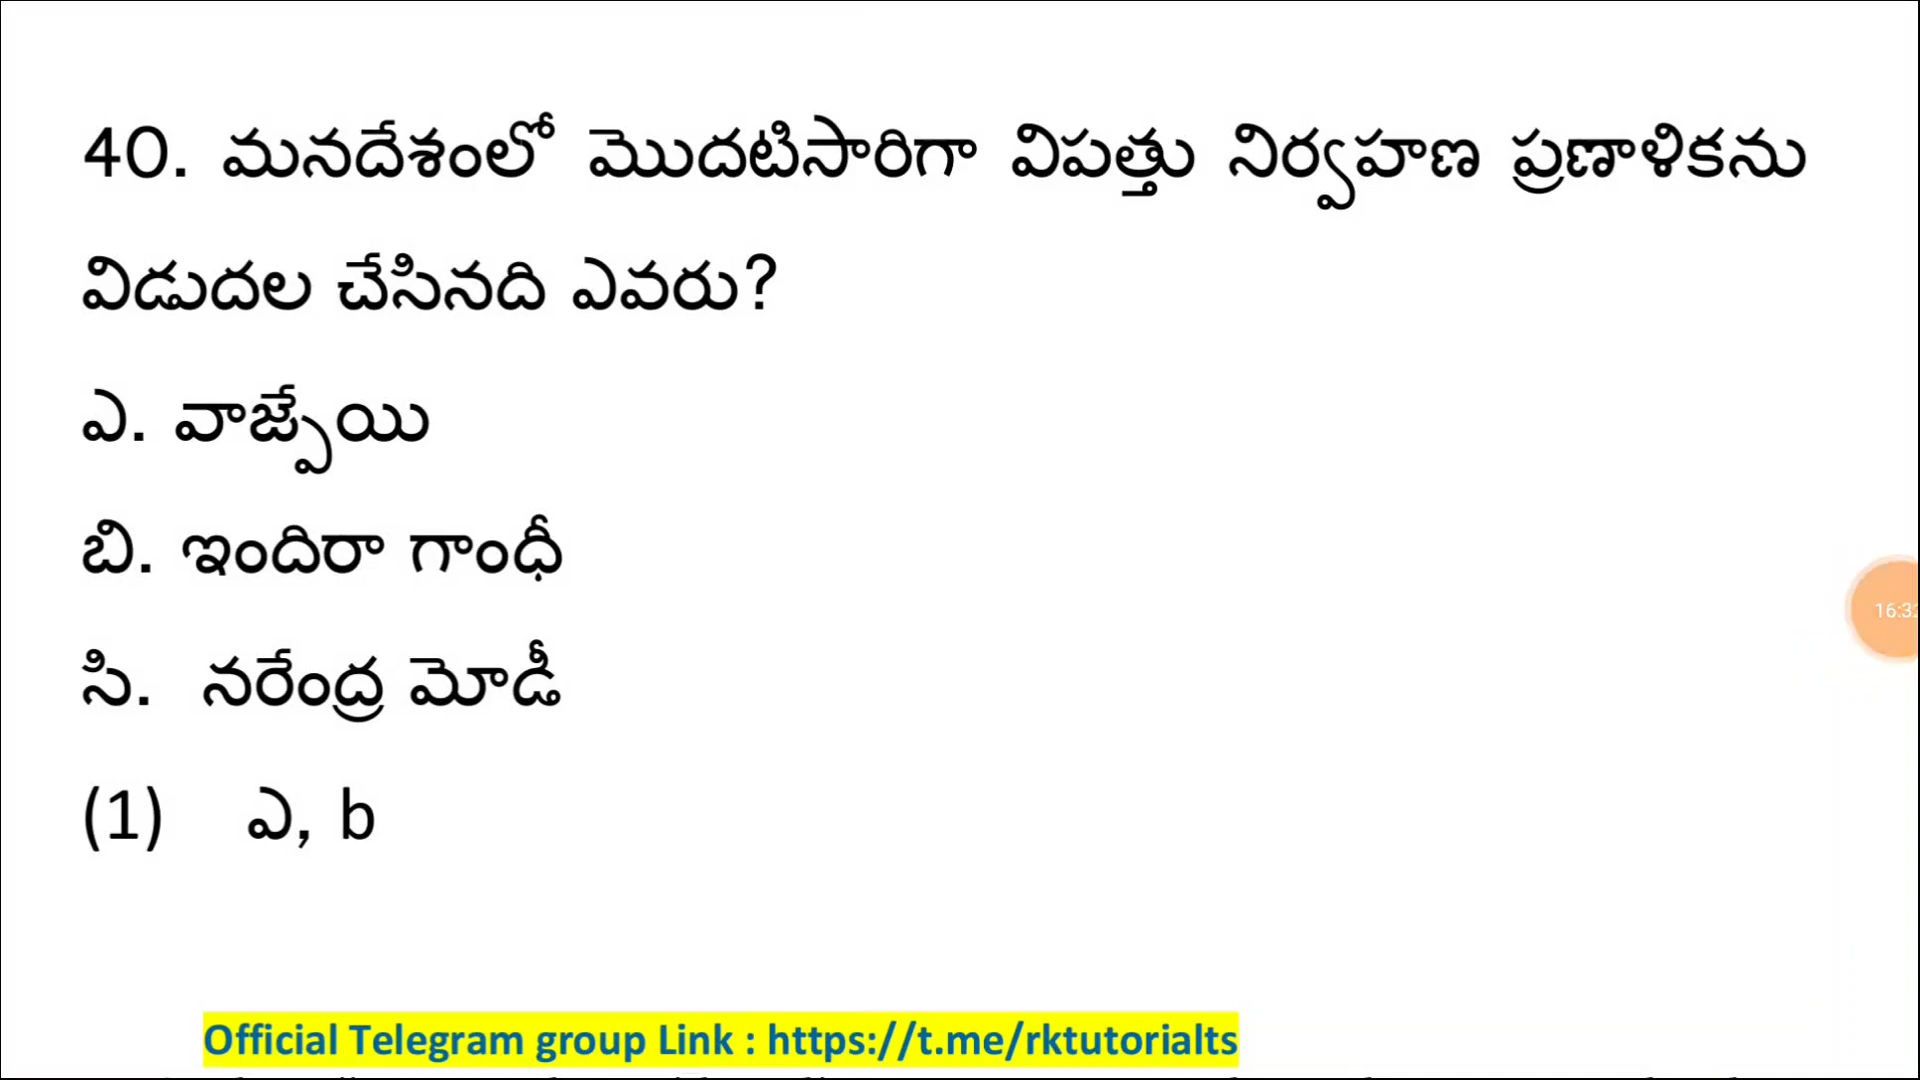 40. మనదేశంలో మొదటిసారిగా విపత్తు నిర్వహణ ప్రణాళికను
విడుదల చేసినది ఎవరు?
ఎ. వాజ్పేయి
బి. ఇందిరా గాంధీ
సి. నరేంద్ర మోడీ
(1) ఎ, b
Official Telegram group Link : https://t.me/rktutorialts